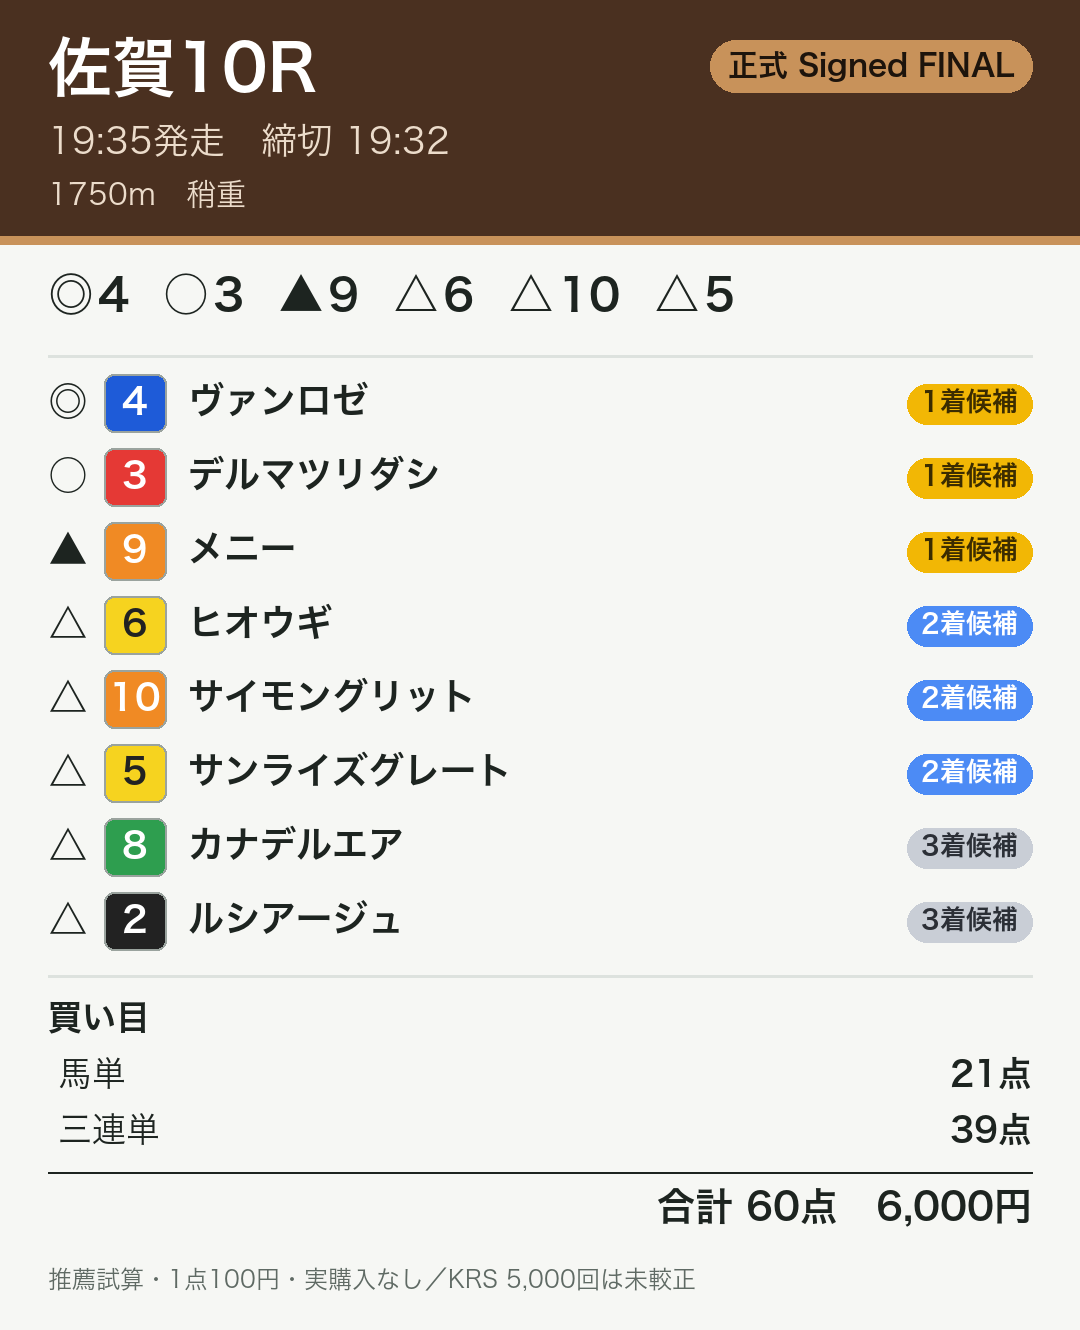 佐賀10R
正式 Signed FINAL
19:35発走　締切 19:32
1750m　稍重
◎4 ○3 ▲9 △6 △10 △5
◎ 4 ヴァンロゼ 1着候補
○ 3 デルマツリダシ 1着候補
▲ 9 メニー 1着候補
△ 6 ヒオウギ 2着候補
△ 10 サイモングリット 2着候補
△ 5 サンライズグレート 2着候補
△ 8 カナデルエア 3着候補
△ 2 ルシアージュ 3着候補
買い目
馬単 21点
三連単 39点
合計 60点　6,000円
推薦試算・1点100円・実購入なし／KRS 5,000回は未較正